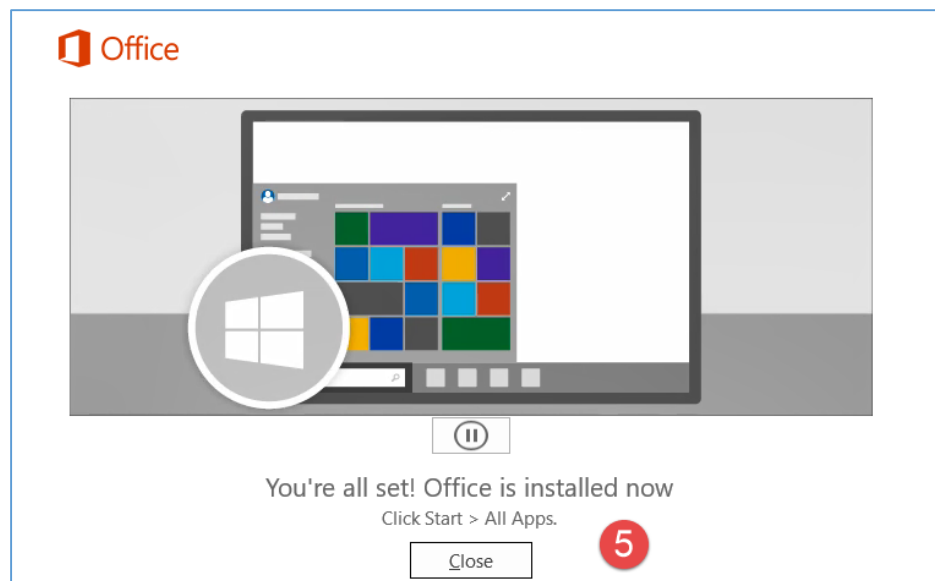 Office
You're all set! Office is installed now
Click Start > All Apps.
Close
5